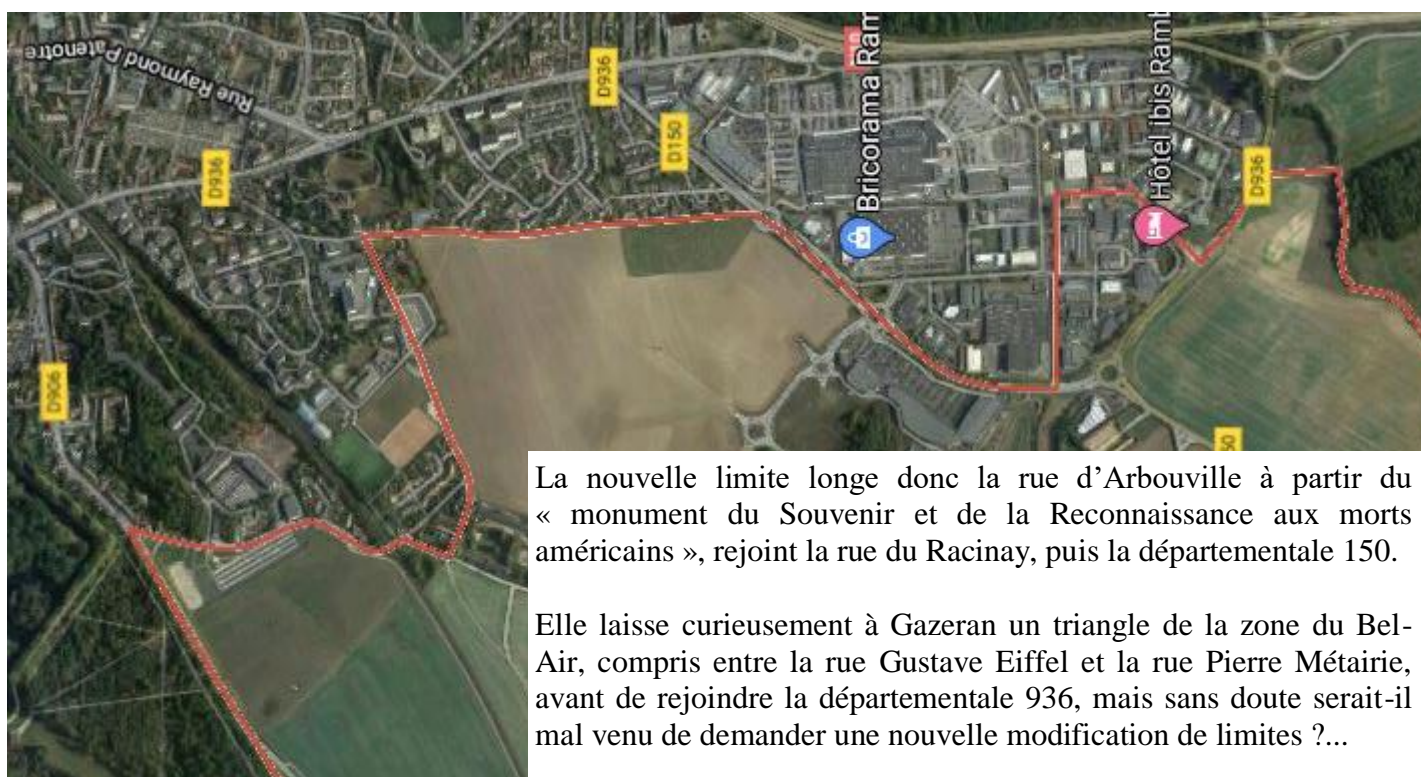 Rue Raymond Patenotre
D936
D150
D936
D906
Bricorama Ram
Hôtel ibis Ramb
D936
50
La nouvelle limite longe donc la rue d’Arbouville à partir du
« monument du Souvenir et de la Reconnaissance aux morts
américains », rejoint la rue du Racinay, puis la départementale 150.
Elle laisse curieusement à Gazeran un triangle de la zone du Bel-
Air, compris entre la rue Gustave Eiffel et la rue Pierre Métairie,
avant de rejoindre la départementale 936, mais sans doute serait-il
mal venu de demander une nouvelle modification de limites ?...